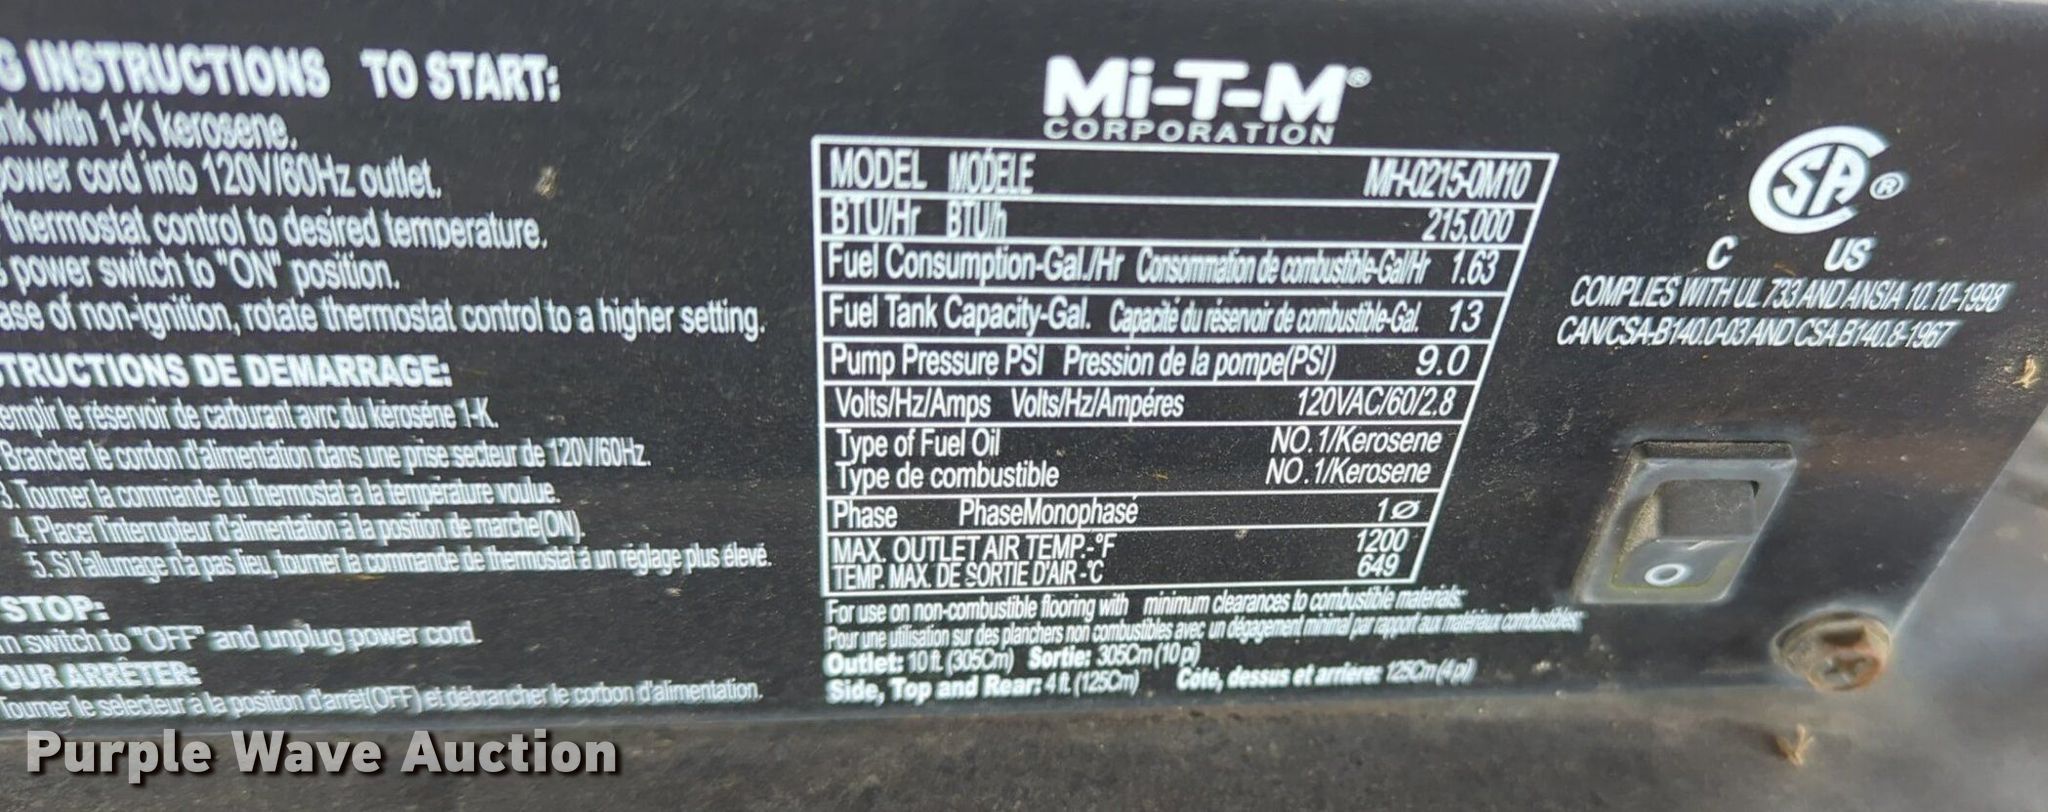 G INSTRUCTIONS TO START:
nk with 1-K kerosene.
power cord into 120V/60Hz outlet.
thermostat control to desired temperature.
s power switch to "ON" position.
ase of non-ignition, rotate thermostat control to a higher setting.
TRUCTIONS DE DEMARRAGE:
emplir le réservoir de carburant avrc du kérosène 1-K.
Brancher le cordon d'alimentation dans une prise secteur de 120V/60Hz.
3. Tourner la commande du thermostat a la température voulue.
4. Placer l'interrupteur d'alimentation à la position de marche(ON).
5. Si l'allumage n'a pas lieu, tourner la commande de thermostat à un réglage plus élevé.
STOP:
rn switch to "OFF" and unplug power cord.
OUR ARRÊTER:
Tourner le sélecteur à la position d'arrêt(OFF) et débrancher le corbon d'alimentation.
Mi-T-M®
CORPORATION
MODEL MODÉLE MH-0215-0M10
BTU/Hr BTU/h 215,000
Fuel Consumption-Gal./Hr Consommation de combustible-Gal/Hr 1.63
Fuel Tank Capacity-Gal. Capacité du réservoir de combustible-Gal. 13
Pump Pressure PSI Pression de la pompe(PSI) 9.0
Volts/Hz/Amps Volts/Hz/Ampéres 120VAC/60/2.8
Type of Fuel Oil NO.1/Kerosene
Type de combustible NO.1/Kerosene
Phase PhaseMonophasé 1Ø
MAX. OUTLET AIR TEMP.-°F 1200
TEMP. MAX. DE SORTIE D'AIR -°C 649
For use on non-combustible flooring with minimum clearances to combustible materials:
Pour une utilisation sur des planchers non combustibles avec un dégagement minimal par rapport aux matériaux combustibles:
Outlet: 10 ft. (305Cm) Sortie: 305Cm (10 pi)
Side, Top and Rear: 4 ft. (125Cm) Côté, dessus et arrière: 125Cm (4 pi)
CSA ®
C US
COMPLIES WITH UL 733 AND ANSIA 10.10-1998
CAN/CSA-B140.0-03 AND CSA B140.8-1967
Purple Wave Auction